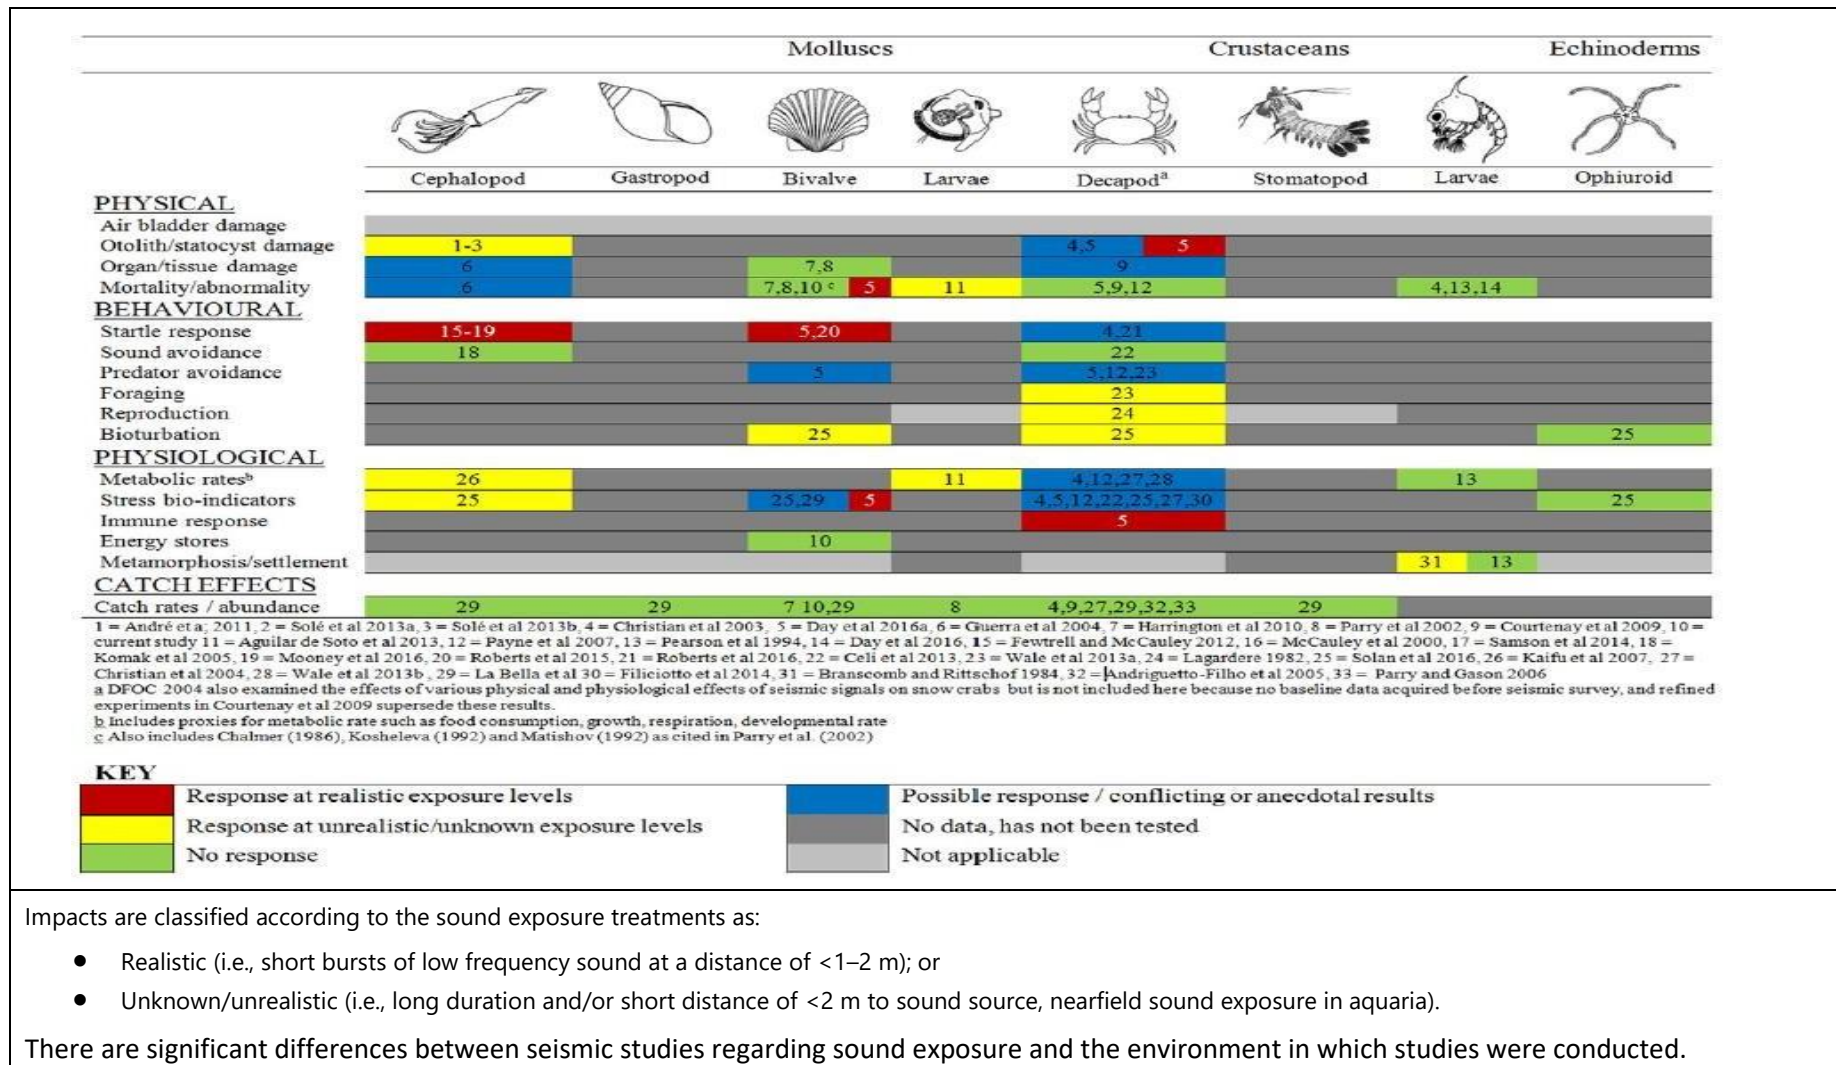 Molluscs Crustaceans Echinoderms
Cephalopod Gastropod Bivalve Larvae Decapodᵃ Stomatopod Larvae Ophiuroid
PHYSICAL
Air bladder damage
Otolith/statocyst damage 1-3 4,5 5
Organ/tissue damage 6 7,8 9
Mortality/abnormality 6 7,8,10 ᶜ 5 11 5,9,12 4,13,14
BEHAVIOURAL
Startle response 15-19 5,20 4,21
Sound avoidance 18 22
Predator avoidance 5 5,12,23
Foraging 23
Reproduction 24
Bioturbation 25 25 25
PHYSIOLOGICAL
Metabolic ratesᵇ 26 11 4,12,27,28 13
Stress bio-indicators 25 25,29 5 4,5,12,22,25,27,30 25
Immune response 5
Energy stores 10
Metamorphosis/settlement 31 13
CATCH EFFECTS
Catch rates / abundance 29 29 7 10,29 8 4,9,27,29,32,33 29
1 = André et a; 2011, 2 = Solé et al 2013a, 3 = Solé et al 2013b, 4 = Christian et al 2003, 5 = Day et al 2016a, 6 = Guerra et al 2004, 7 = Harrington et al 2010, 8 = Parry et al 2002, 9 = Courtenay et al 2009, 10 =
current study 11 = Aguilar de Soto et al 2013, 12 = Payne et al 2007, 13 = Pearson et al 1994, 14 = Day et al 2016, 15 = Fewtrell and McCauley 2012, 16 = McCauley et al 2000, 17 = Samson et al 2014, 18 =
Komak et al 2005, 19 = Mooney et al 2016, 20 = Roberts et al 2015, 21 = Roberts et al 2016, 22 = Celi et al 2013, 23 = Wale et al 2013a, 24 = Lagardere 1982, 25 = Solan et al 2016, 26 = Kaifu et al 2007, 27 =
Christian et al 2004, 28 = Wale et al 2013b , 29 = La Bella et al 30 = Filiciotto et al 2014, 31 = Branscomb and Rittschof 1984, 32 = Andriguetto-Filho et al 2005, 33 = Parry and Gason 2006
a DFOC 2004 also examined the effects of various physical and physiological effects of seismic signals on snow crabs but is not included here because no baseline data acquired before seismic survey, and refined
experiments in Courtenay et al 2009 supersede these results.
b Includes proxies for metabolic rate such as food consumption, growth, respiration, developmental rate
c Also includes Chalmer (1986), Kosheleva (1992) and Matishov (1992) as cited in Parry et al. (2002)
KEY
Response at realistic exposure levels Possible response / conflicting or anecdotal results
Response at unrealistic/unknown exposure levels No data, has not been tested
No response Not applicable
Impacts are classified according to the sound exposure treatments as:
● Realistic (i.e., short bursts of low frequency sound at a distance of <1–2 m); or
● Unknown/unrealistic (i.e., long duration and/or short distance of <2 m to sound source, nearfield sound exposure in aquaria).
There are significant differences between seismic studies regarding sound exposure and the environment in which studies were conducted.